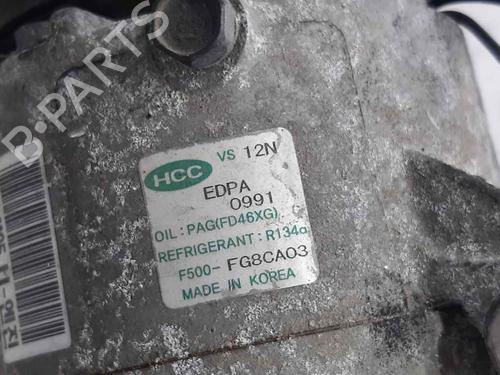 B-PARTS
HCC VS 12N
EDPA
0991
OIL : PAG(FD46XG)
REFRIGERANT : R134a
F500- FG8CA03
MADE IN KOREA